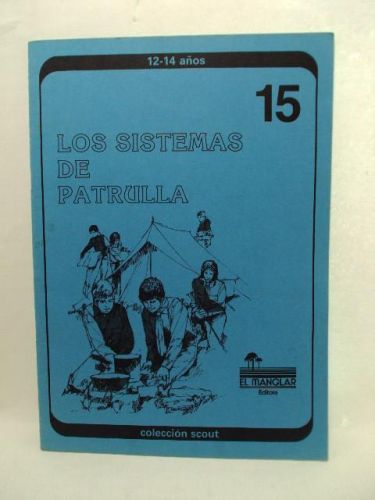 12-14 años
15
LOS SISTEMAS
DE
PATRULLA
EL MANGLAR
Editora
colección scout